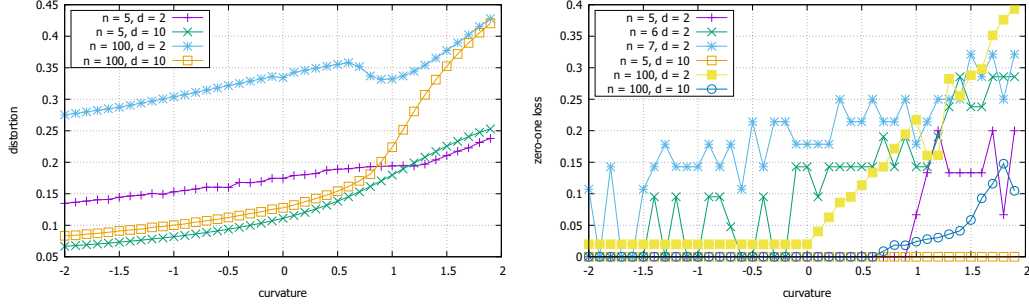 n = 5, d = 2
n = 5, d = 10
n = 100, d = 2
n = 100, d = 10
0.45
0.4
0.35
0.3
0.25
0.2
0.15
0.1
0.05
distortion
-2
-1.5
-1
-0.5
0
0.5
1
1.5
2
curvature
n = 5, d = 2
n = 6 d = 2
n = 7, d = 2
n = 5, d = 10
n = 100, d = 2
n = 100, d = 10
0.4
0.35
0.3
0.25
0.2
0.15
0.1
0.05
0
zero-one loss
-2
-1.5
-1
-0.5
0
0.5
1
1.5
2
curvature